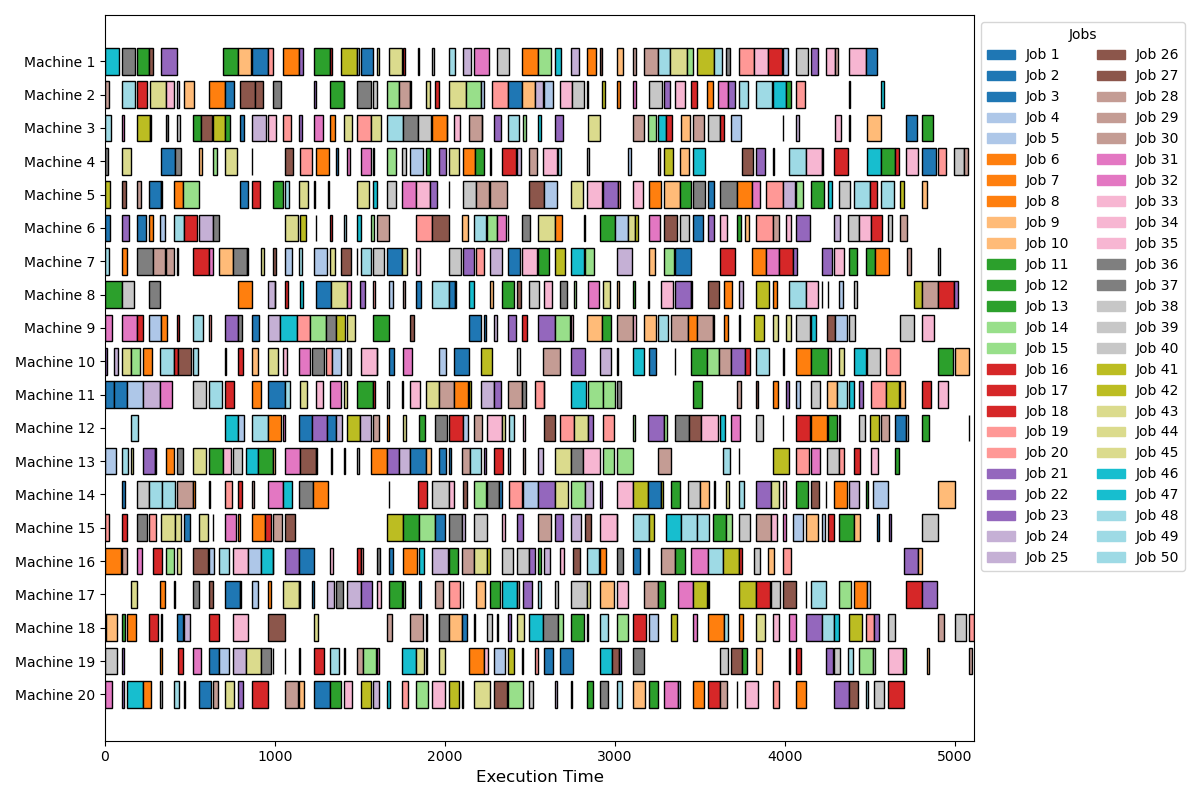 Machine 1
Machine 2
Machine 3
Machine 4
Machine 5
Machine 6
Machine 7
Machine 8
Machine 9
Machine 10
Machine 11
Machine 12
Machine 13
Machine 14
Machine 15
Machine 16
Machine 17
Machine 18
Machine 19
Machine 20
0 1000 2000 3000 4000 5000
Execution Time
Jobs
Job 1 Job 26
Job 2 Job 27
Job 3 Job 28
Job 4 Job 29
Job 5 Job 30
Job 6 Job 31
Job 7 Job 32
Job 8 Job 33
Job 9 Job 34
Job 10 Job 35
Job 11 Job 36
Job 12 Job 37
Job 13 Job 38
Job 14 Job 39
Job 15 Job 40
Job 16 Job 41
Job 17 Job 42
Job 18 Job 43
Job 19 Job 44
Job 20 Job 45
Job 21 Job 46
Job 22 Job 47
Job 23 Job 48
Job 24 Job 49
Job 25 Job 50